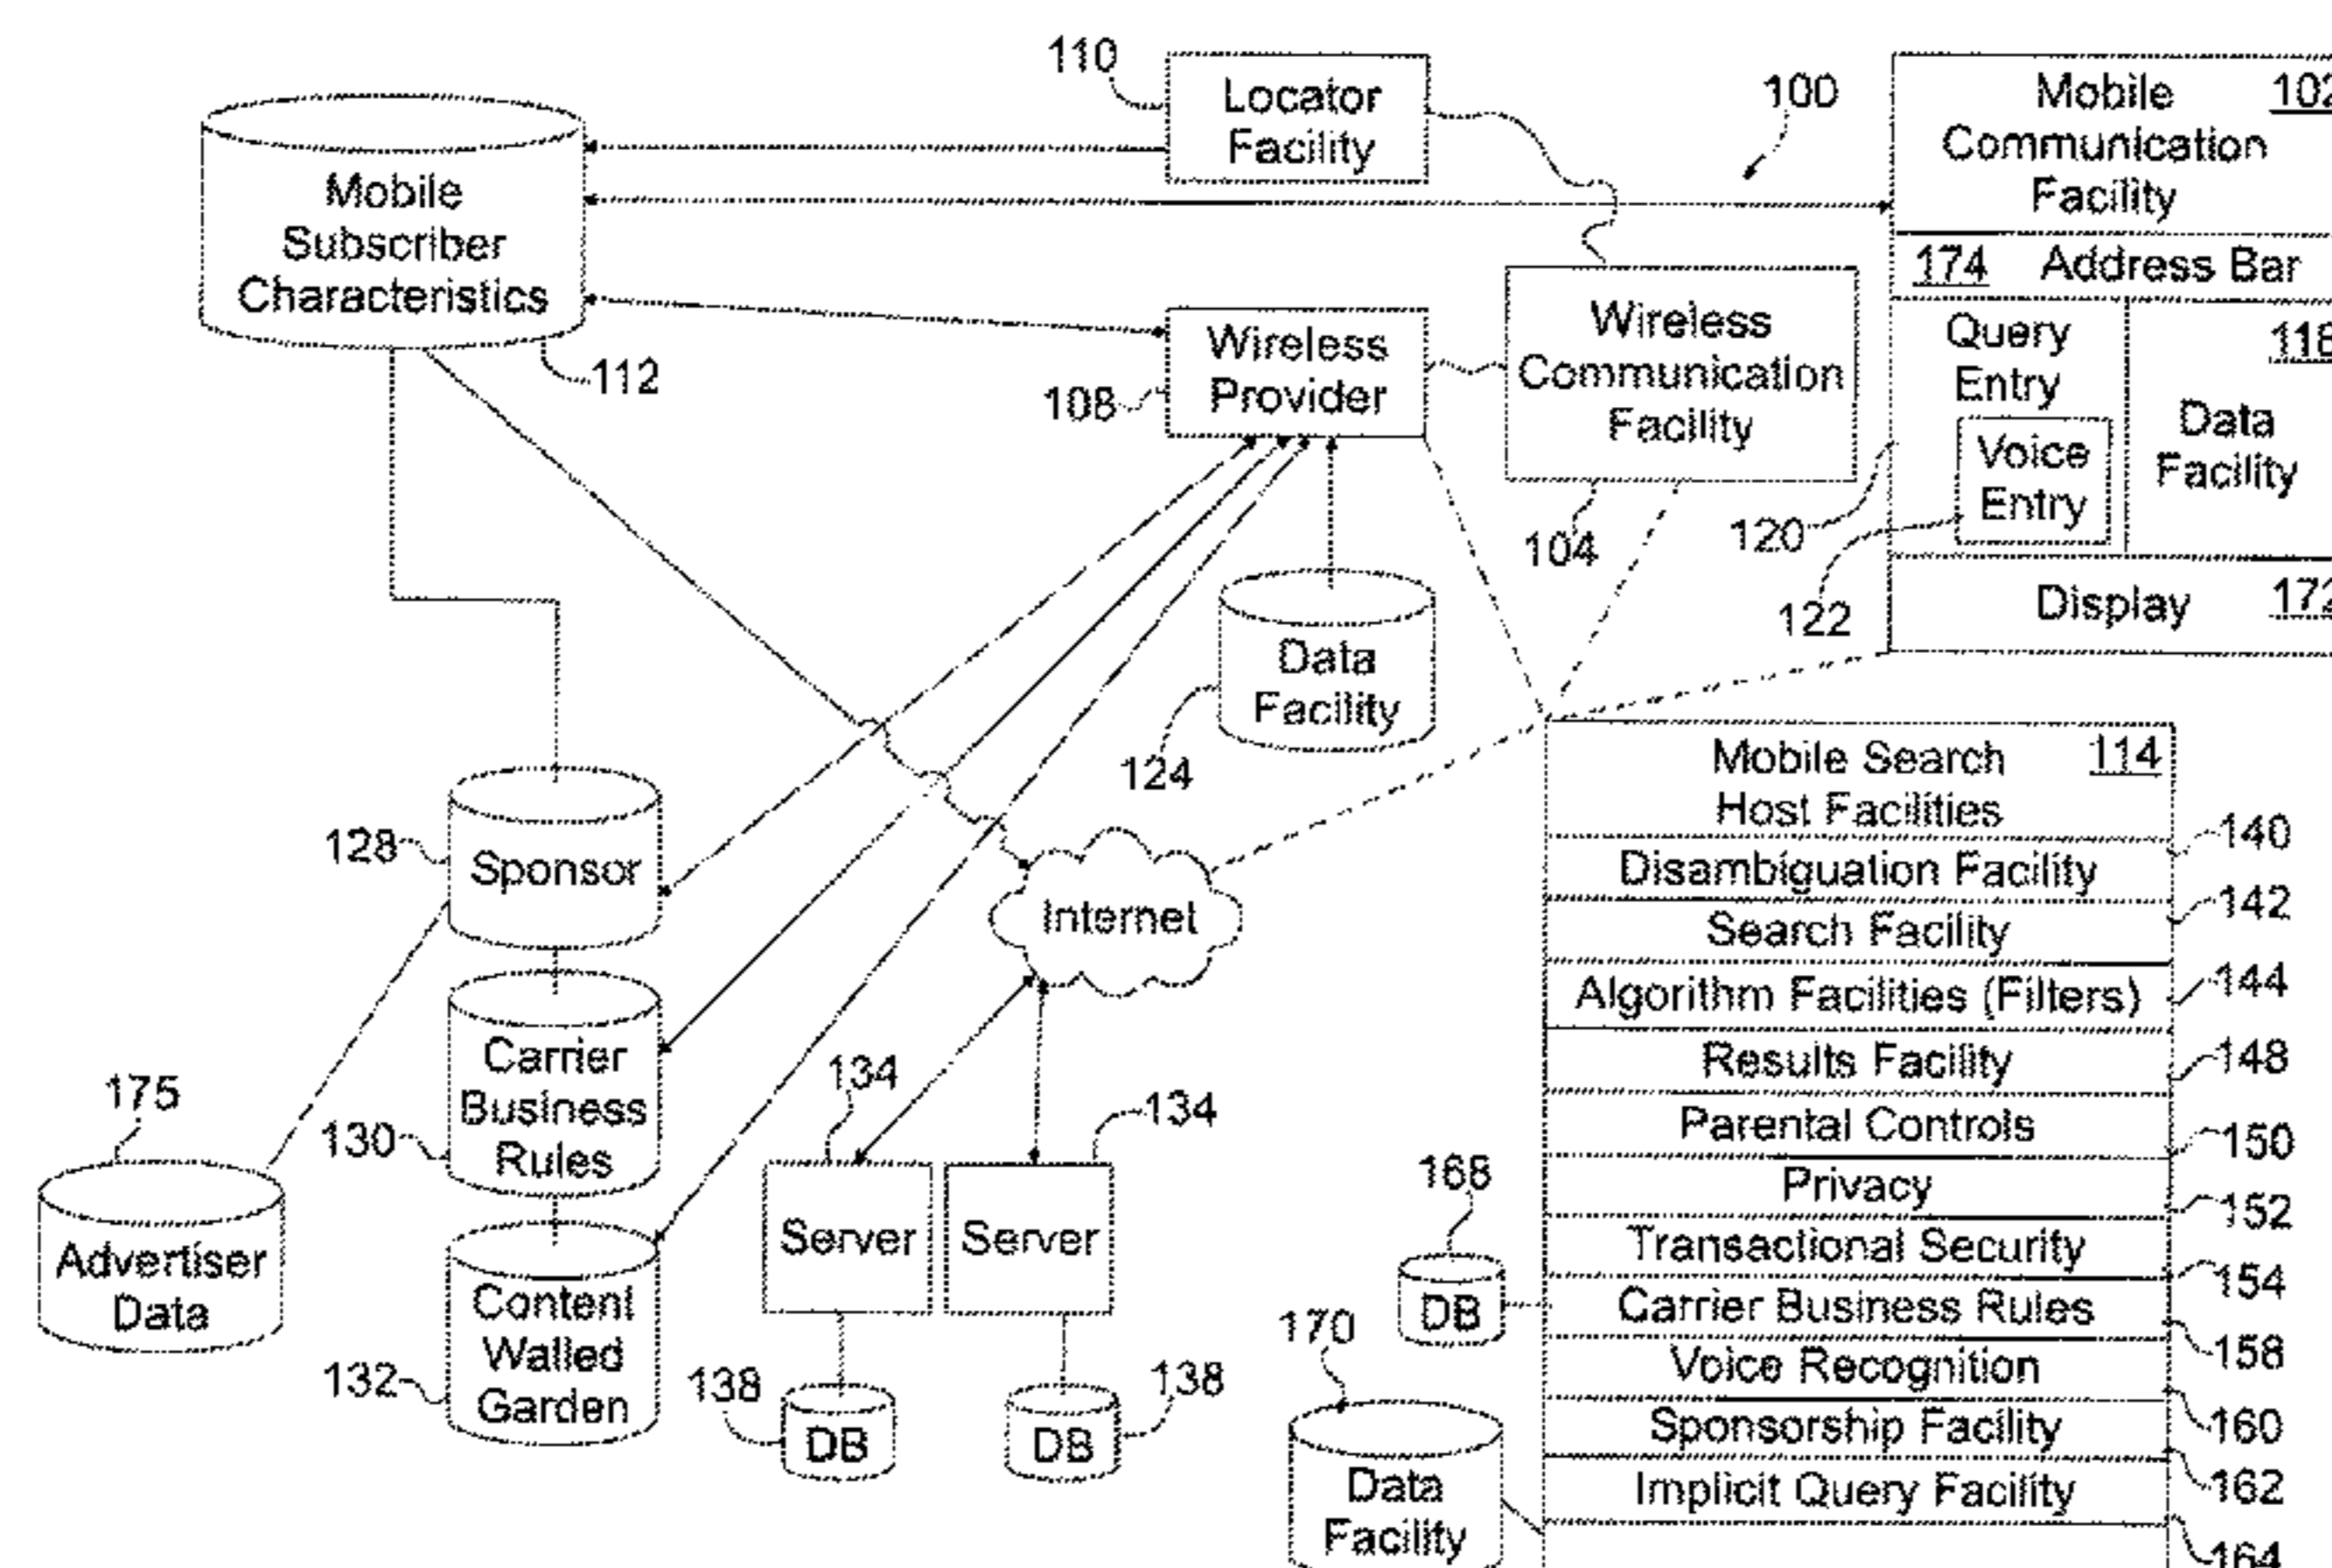 110
Locator
Facility
100
Mobile
Communication
Facility
Mobile
Subscriber
Characteristics
112
174 Address Bar
Wireless
Provider
108
Wireless
Communication
Facility
104
Query
Entry
Voice
Entry
Data
Facility
120
122
Display
Data
Facility
124
Mobile Search 114
Host Facilities
140
Disambiguation Facility
142
Search Facility
144
Algorithm Facilities (Filters)
148
Results Facility
150
Parental Controls
152
Privacy
154
Transactional Security
158
Carrier Business Rules
160
Voice Recognition
162
Sponsorship Facility
164
Implicit Query Facility
128
Sponsor
Internet
130
Carrier
Business
Rules
175
Advertiser
Data
132
Content
Walled
Garden
134
Server
134
Server
138
DB
138
DB
168
DB
170
Data
Facility